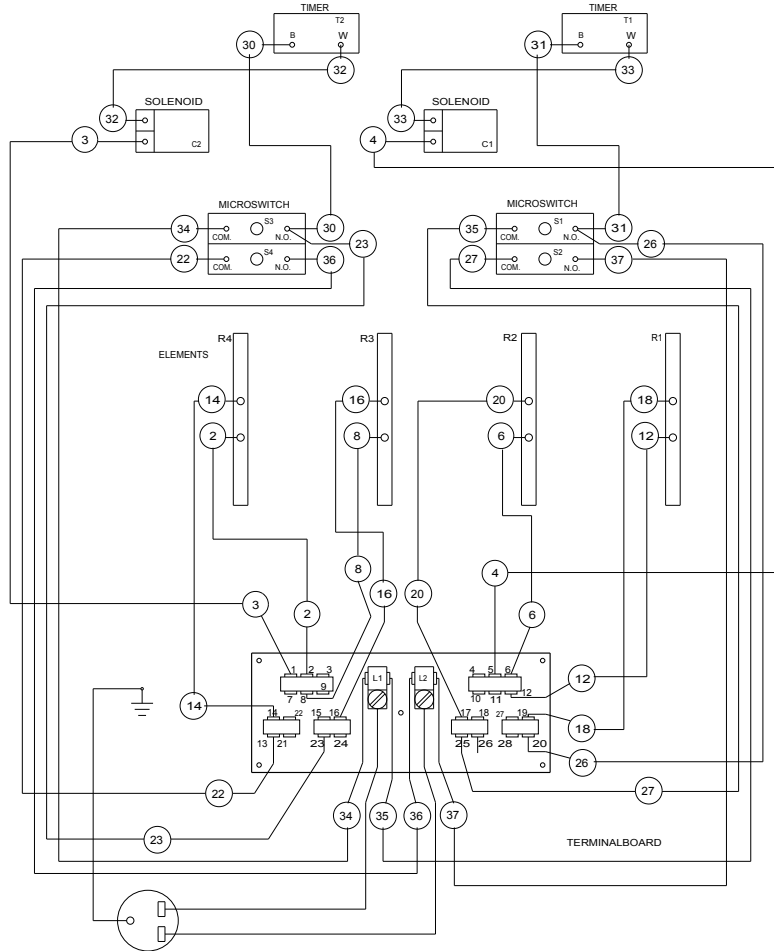 TIMER TIMER
T2 T1
30 B W 31 B W
32 33
SOLENOID SOLENOID
32 33
3 C2 4 C1
MICROSWITCH MICROSWITCH
34 COM. S3 N.O. 30 35 COM. S1 N.O. 31
23 26
22 COM. S4 N.O. 36 27 COM. S2 N.O. 37
R4 R3 R2 R1
ELEMENTS
14 16 20 18
2 8 6 12
8 4
16 20
3 2 6
1 2 3 L1 L2 4 5 6 12
7 8 9 10 11 12
14 14 22 15 16 17 18 27 19 18
13 21 23 24 25 26 28 20 26
22 27
34 35 36 37
23 TERMINALBOARD